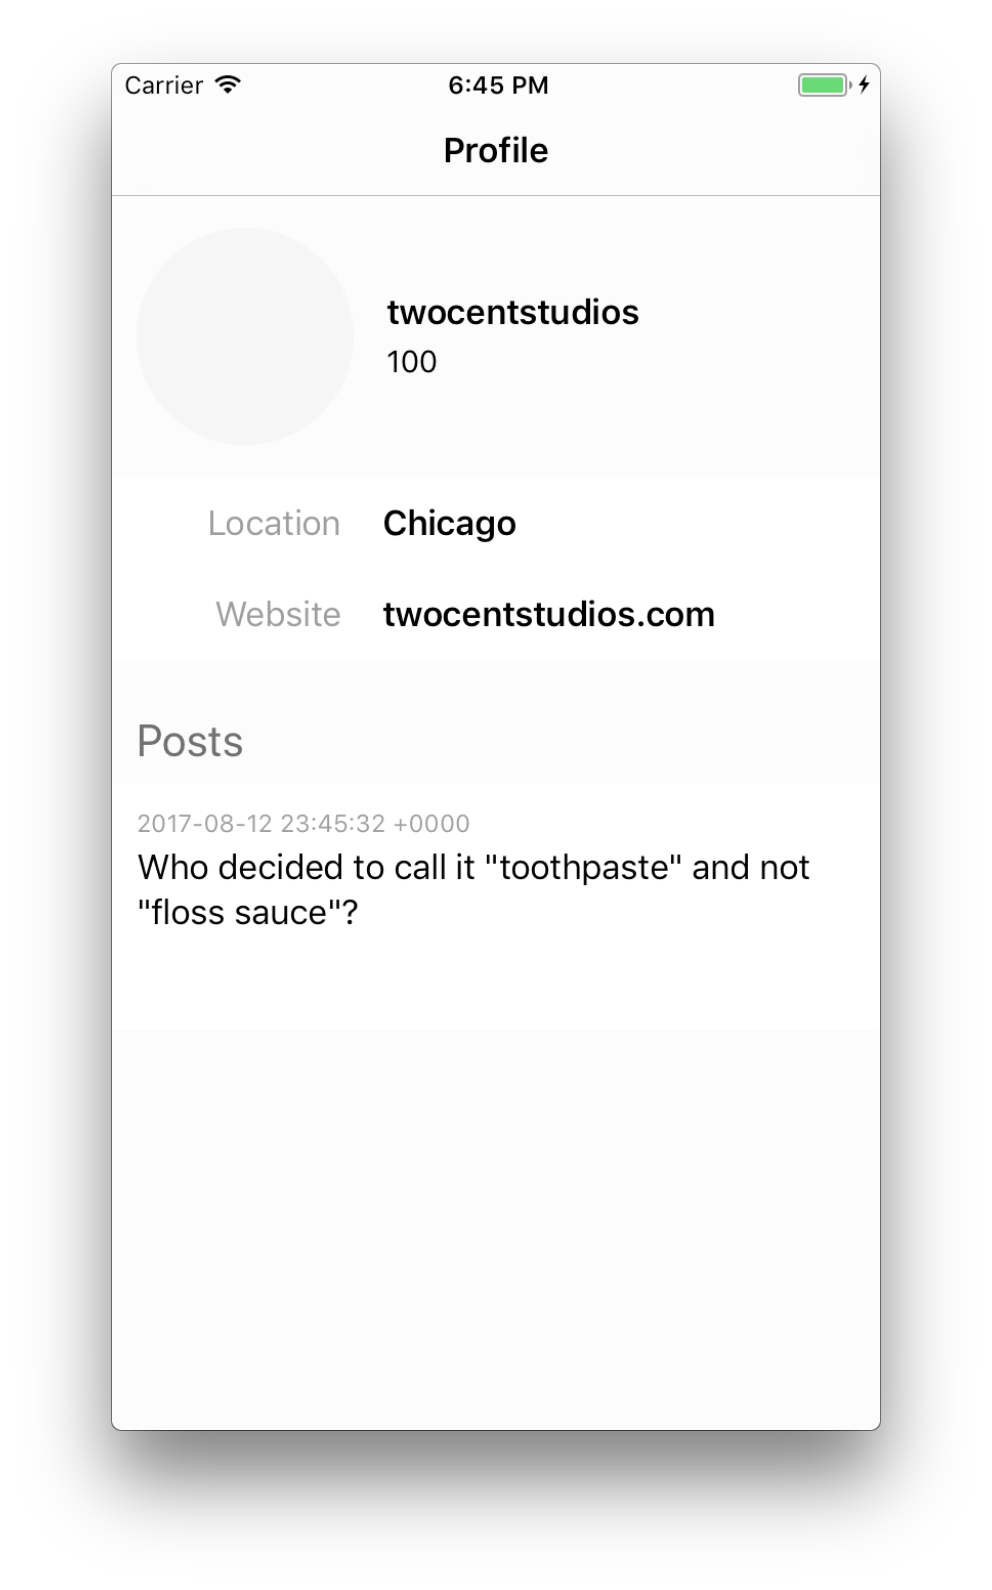 Carrier 6:45 PM
Profile
twocentstudios
100
Location Chicago
Website twocentstudios.com
Posts
2017-08-12 23:45:32 +0000
Who decided to call it "toothpaste" and not
"floss sauce"?